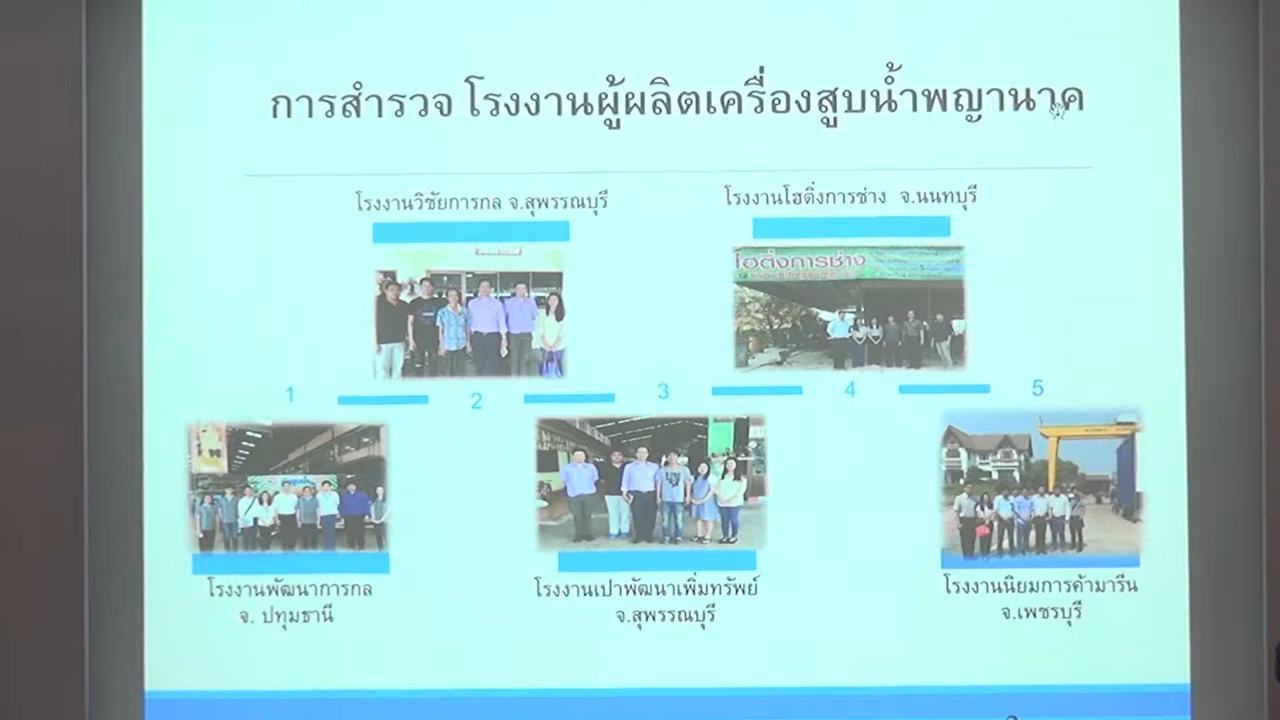 การสำรวจ โรงงานผู้ผลิตเครื่องสูบน้ำพญานาค
โรงงานวิชัยการกล จ.สุพรรณบุรี
โรงงานโฮติ่งการช่าง จ.นนทบุรี
ไฮติ่งการช่าง
1
2
3
4
5
โรงงานพัฒนาการกล
จ. ปทุมธานี
โรงงานเปาพัฒนาเพิ่มทรัพย์
จ.สุพรรณบุรี
โรงงานนิยมการค้ามารีน
จ.เพชรบุรี